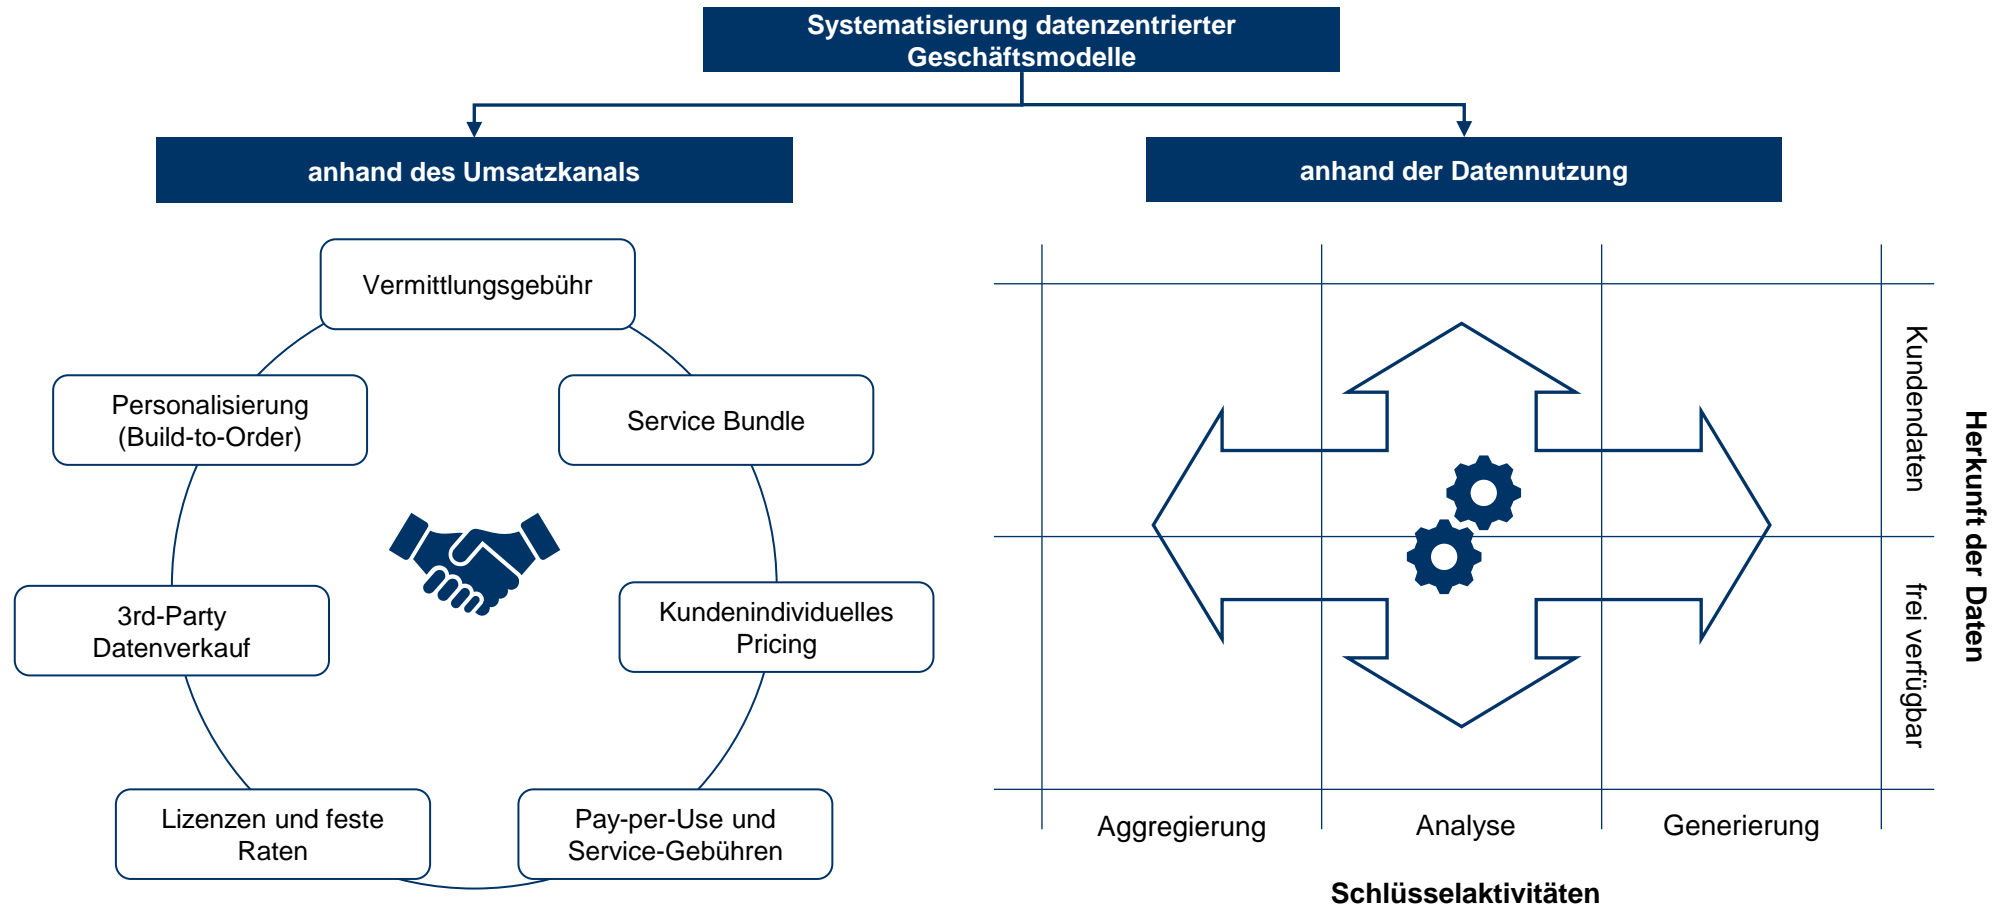 Systematisierung datenzentrierter
Geschäftsmodelle
anhand des Umsatzkanals
anhand der Datennutzung
Vermittlungsgebühr
Personalisierung
(Build-to-Order)
Service Bundle
3rd-Party
Datenverkauf
Kundenindividuelles
Pricing
Lizenzen und feste
Raten
Pay-per-Use und
Service-Gebühren
Kundendaten
frei verfügbar
Herkunft der Daten
Aggregierung
Analyse
Generierung
Schlüsselaktivitäten